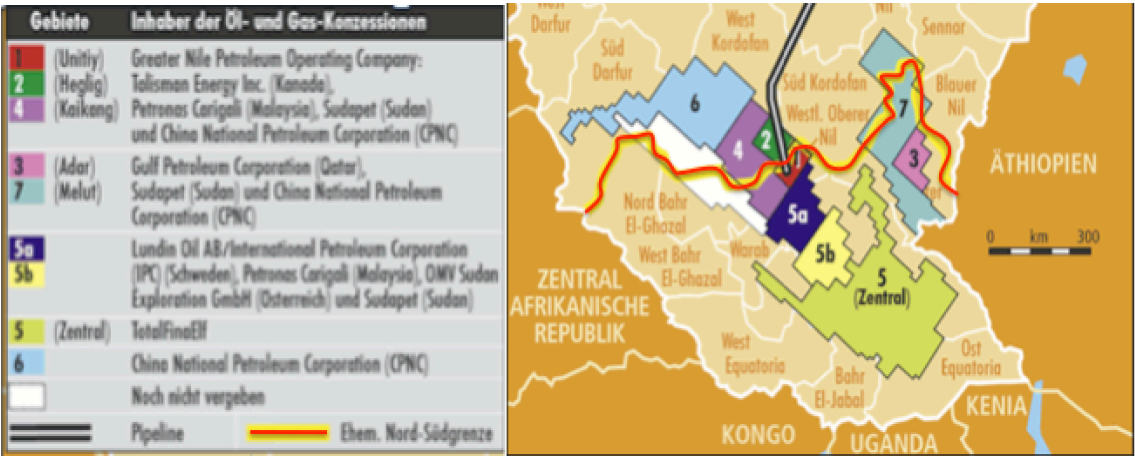 Gebiete Inhaber der Öl- und Gas-Konzessionen
1 (Unitiy) Greater Nile Petroleum Operating Company:
2 (Heglig) Talisman Energy Inc. (Kanada),
4 (Kaikang) Petronas Carigali (Malaysia), Sudapet (Sudan)
und China National Petroleum Corporation (CPNC)
3 (Adar) Gulf Petroleum Corporation (Qatar),
7 (Melut) Sudapet (Sudan) und China National Petroleum
Corporation (CPNC)
5a Lundin Oil AB/International Petroleum Corporation
5b (IPC) (Schweden), Petronas Carigali (Malaysia), OMV Sudan
Exploration GmbH (Österreich) und Sudapet (Sudan)
5 (Zentral) TotalFinaElf
6 China National Petroleum Corporation (CPNC)
Noch nicht vergeben
Pipeline Ehem. Nord-Südgrenze
West
Darfur
Nil
Sennar
West
Kordofan
Süd
Darfur
Süd Kordofan
Blauer
Nil
Westl. Oberer
Nil
6
7
2
4
1
3
ÄTHIOPIEN
Nord Bahr
El-Ghazal
5a
0 km 300
West Bahr
El-Ghazal
Warab
5b
5
(Zentral)
ZENTRAL
AFRIKANISCHE
REPUBLIK
West
Equatoria
Ost
Equatoria
Bahr
El-Jabal
KENIA
KONGO
UGANDA